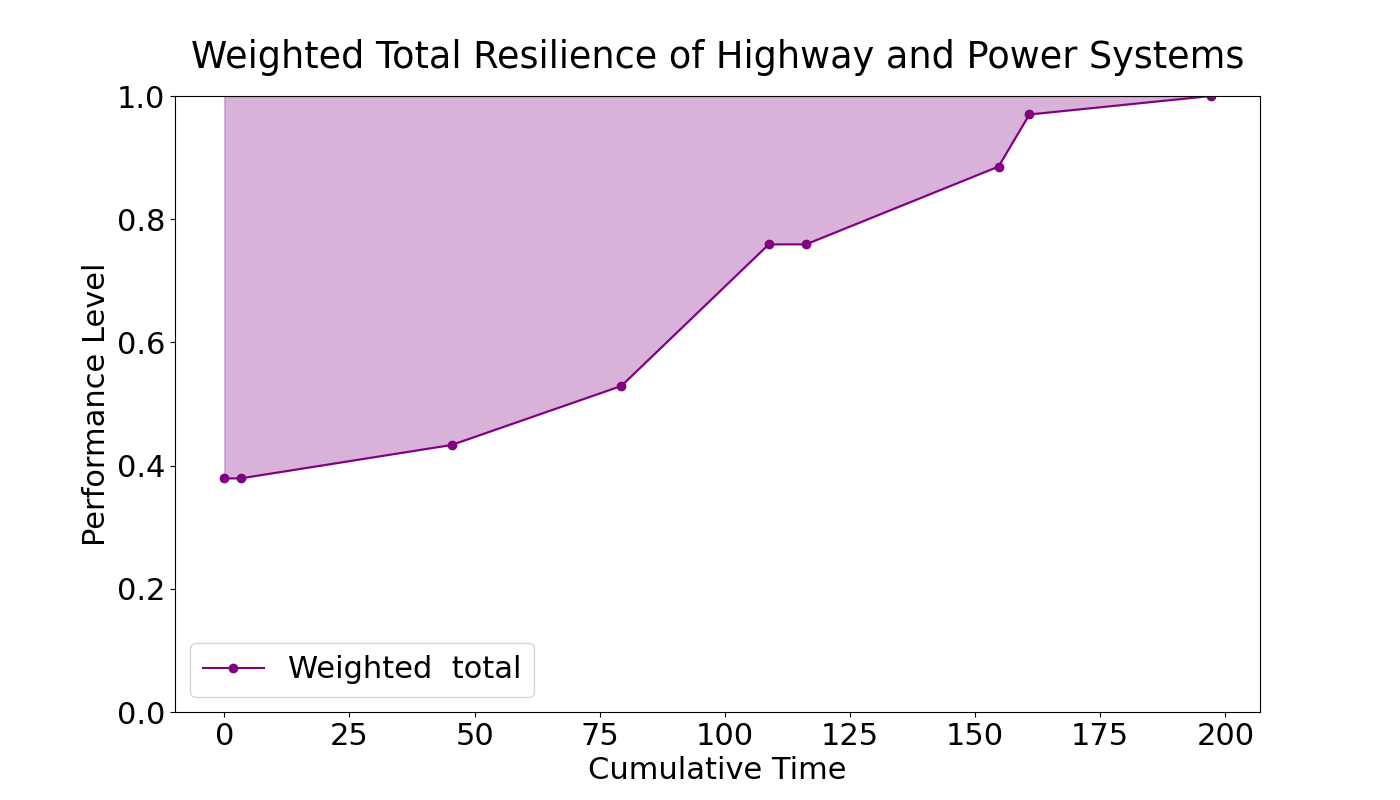 Weighted Total Resilience of Highway and Power Systems
1.0
0.8
0.6
0.4
0.2
0.0
Performance Level
Weighted  total
0 25 50 75 100 125 150 175 200
Cumulative Time